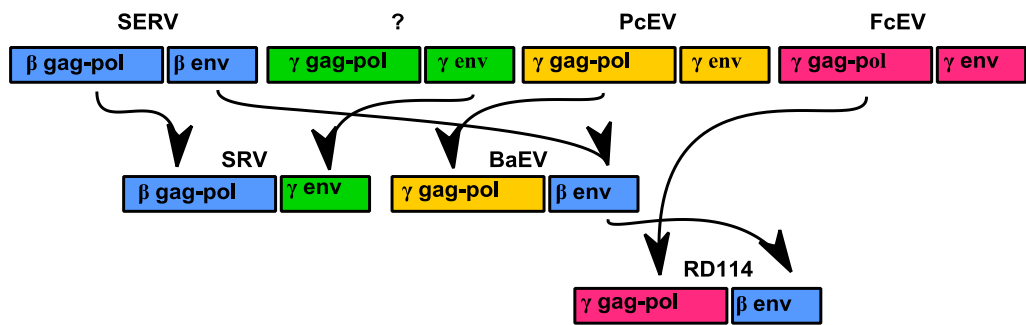 SERV ? PcEV FcEV
β gag-pol β env γ gag-pol γ env γ gag-pol γ env γ gag-pol γ env
SRV BaEV
β gag-pol γ env γ gag-pol β env
RD114
γ gag-pol β env